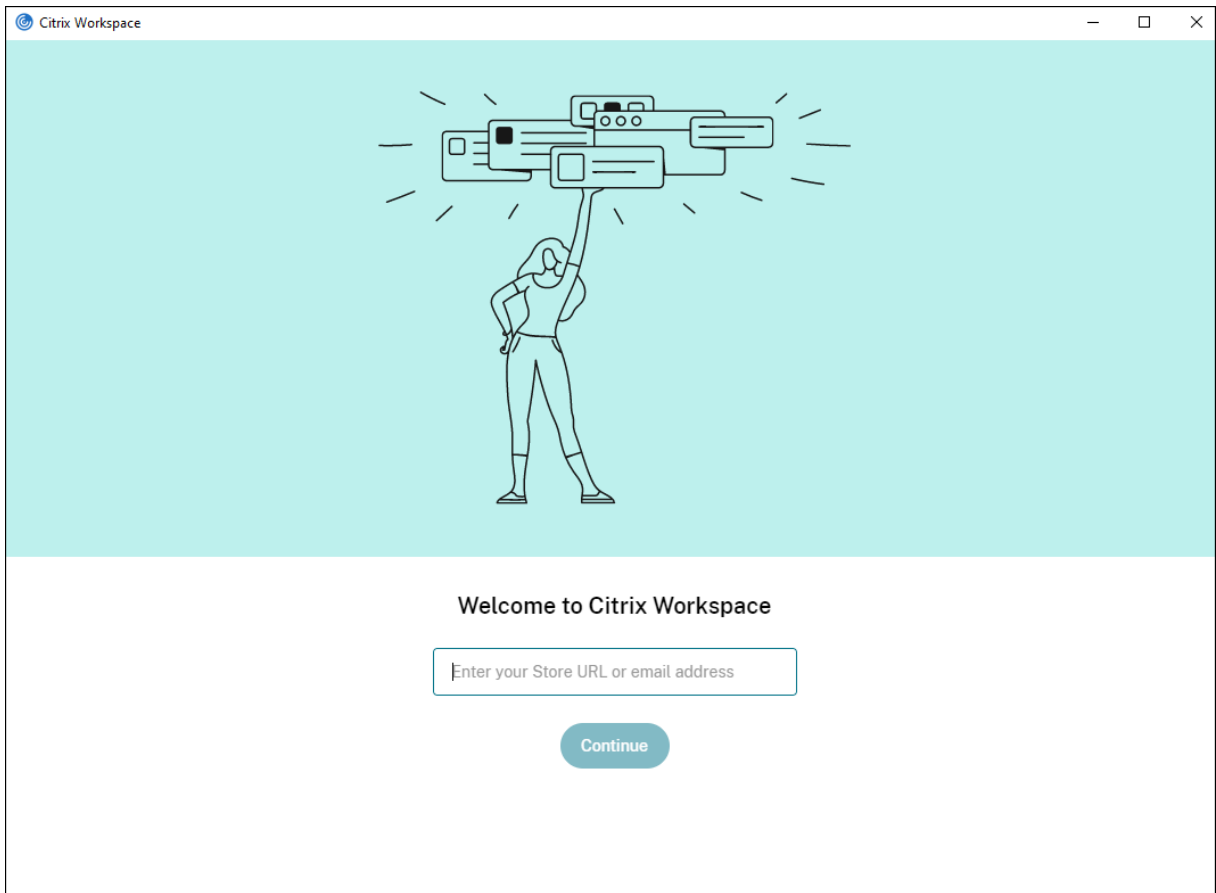 Citrix Workspace
Welcome to Citrix Workspace
Enter your Store URL or email address
Continue